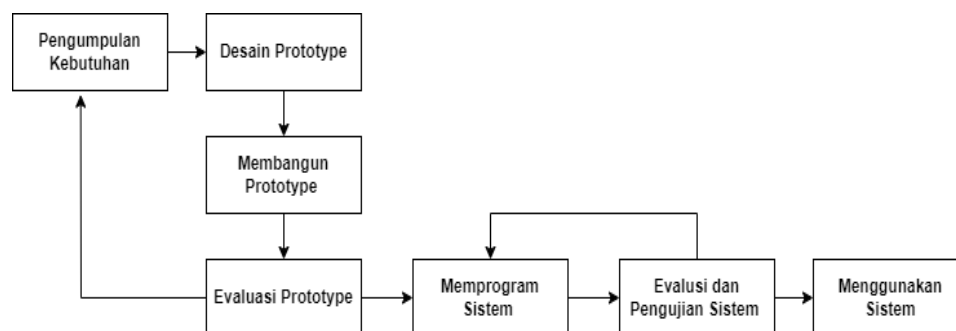 Pengumpulan
Kebutuhan
Desain Prototype
Membangun
Prototype
Evaluasi Prototype
Memprogram
Sistem
Evalusi dan
Pengujian Sistem
Menggunakan
Sistem